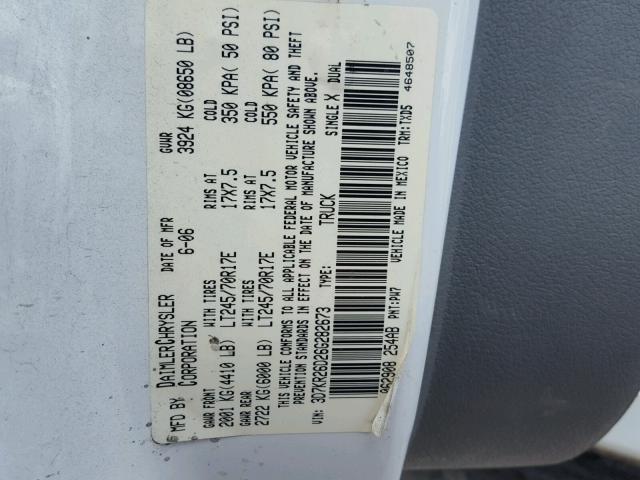 MFD BY DAIMLERCHRYSLER CORPORATION
DATE OF MFR 6-06
GVWR 3924 KG(08650 LB)
GAWR FRONT WITH TIRES RIMS AT COLD
2001 KG(4410 LB) LT245/70R17E 17X7.5 350 KPA( 50 PSI)
GAWR REAR WITH TIRES RIMS AT COLD
2722 KG(6000 LB) LT245/70R17E 17X7.5 550 KPA( 80 PSI)
THIS VEHICLE CONFORMS TO ALL APPLICABLE FEDERAL MOTOR VEHICLE SAFETY AND THEFT
PREVENTION STANDARDS IN EFFECT ON THE DATE OF MANUFACTURE SHOWN ABOVE.
VIN: 3D7KR26D26G282673 TYPE: TRUCK SINGLE X DUAL
062908 254AB PNT:PW7 VEHICLE MADE IN MEXICO TRM:TXD5 4648507